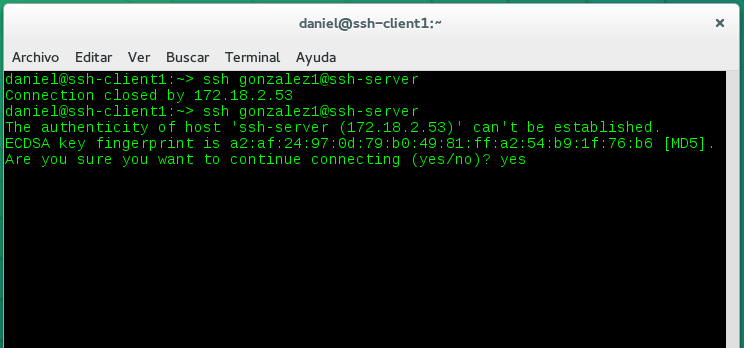 daniel@ssh-client1:~
Archivo Editar Ver Buscar Terminal Ayuda
daniel@ssh-client1:~> ssh gonzalez1@ssh-server
Connection closed by 172.18.2.53
daniel@ssh-client1:~> ssh gonzalez1@ssh-server
The authenticity of host 'ssh-server (172.18.2.53)' can't be established.
ECDSA key fingerprint is a2:af:24:97:0d:79:b0:49:81:ff:a2:54:b9:1f:76:b6 [MD5].
Are you sure you want to continue connecting (yes/no)? yes